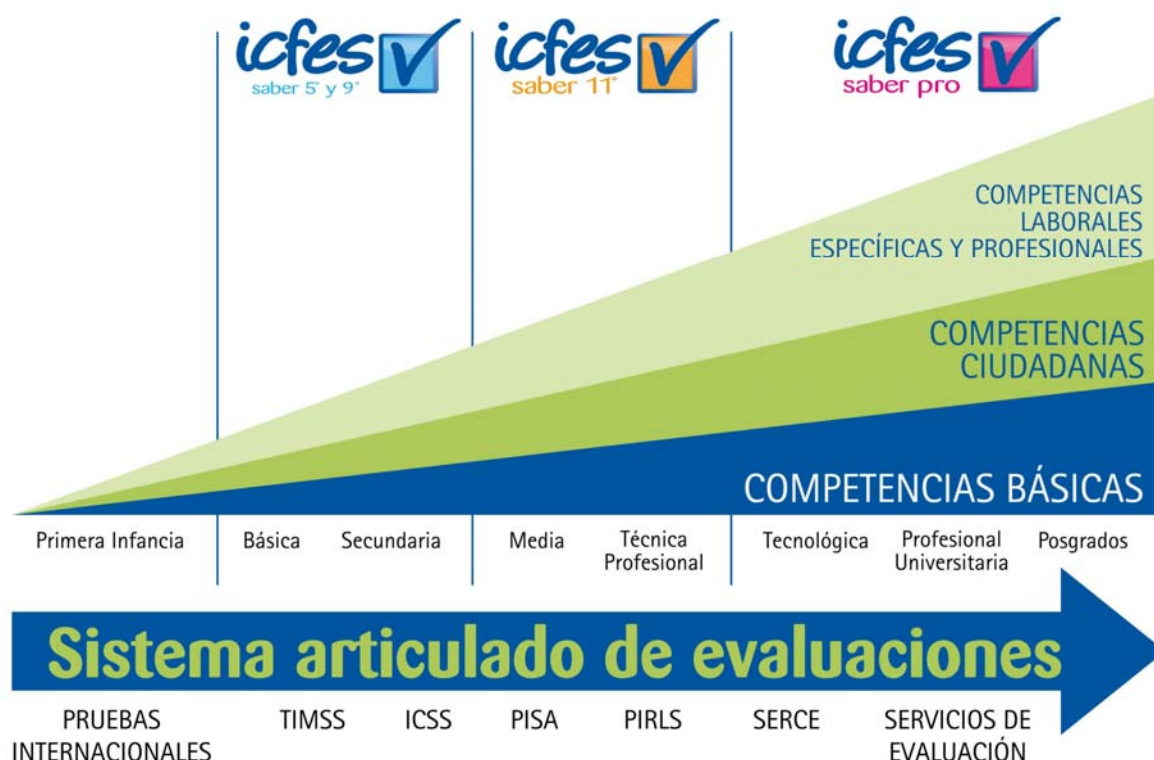 icfes
saber 5° y 9°
icfes
saber 11°
icfes
saber pro
COMPETENCIAS
LABORALES
ESPECÍFICAS Y PROFESIONALES
COMPETENCIAS
CIUDADANAS
COMPETENCIAS BÁSICAS
Primera Infancia
Básica
Secundaria
Media
Técnica
Profesional
Tecnológica
Profesional
Universitaria
Posgrados
Sistema articulado de evaluaciones
PRUEBAS
INTERNACIONALES
TIMSS
ICSS
PISA
PIRLS
SERCE
SERVICIOS DE
EVALUACIÓN